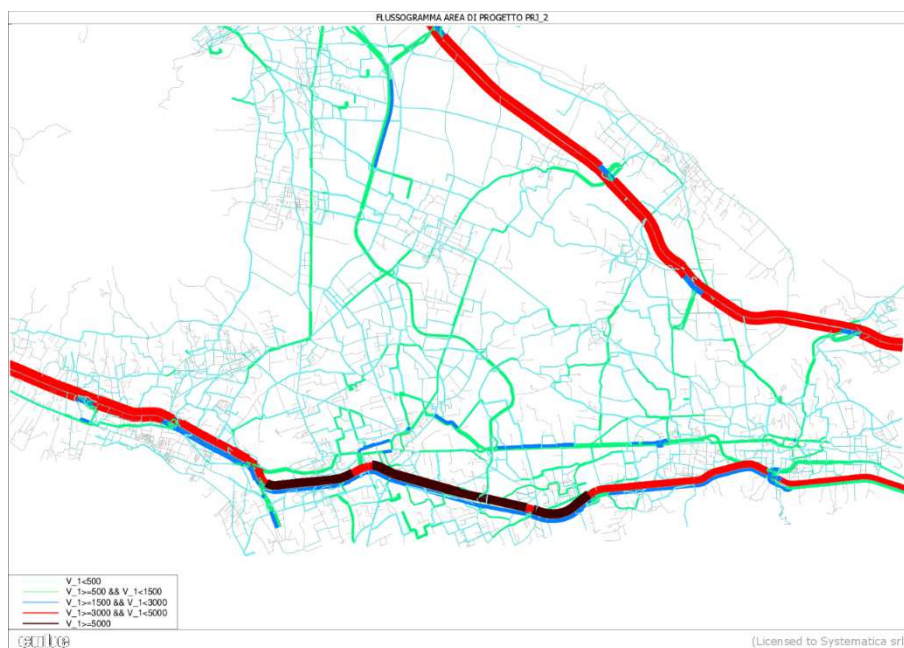 FLUSSOGRAMMA AREA DI PROGETTO PRJ_2
V_1<500
V_1>=500 && V_1<1500
V_1>=1500 && V_1<3000
V_1>=3000 && V_1<5000
V_1>=5000
(Licensed to Systematica srl